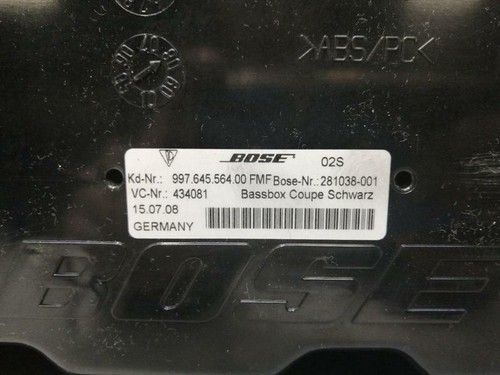 >ABS/PC<
BOSE 02S
Kd-Nr.: 997.645.564.00 FMF Bose-Nr.: 281038-001
VC-Nr.: 434081 Bassbox Coupe Schwarz
15.07.08
GERMANY
BOSE